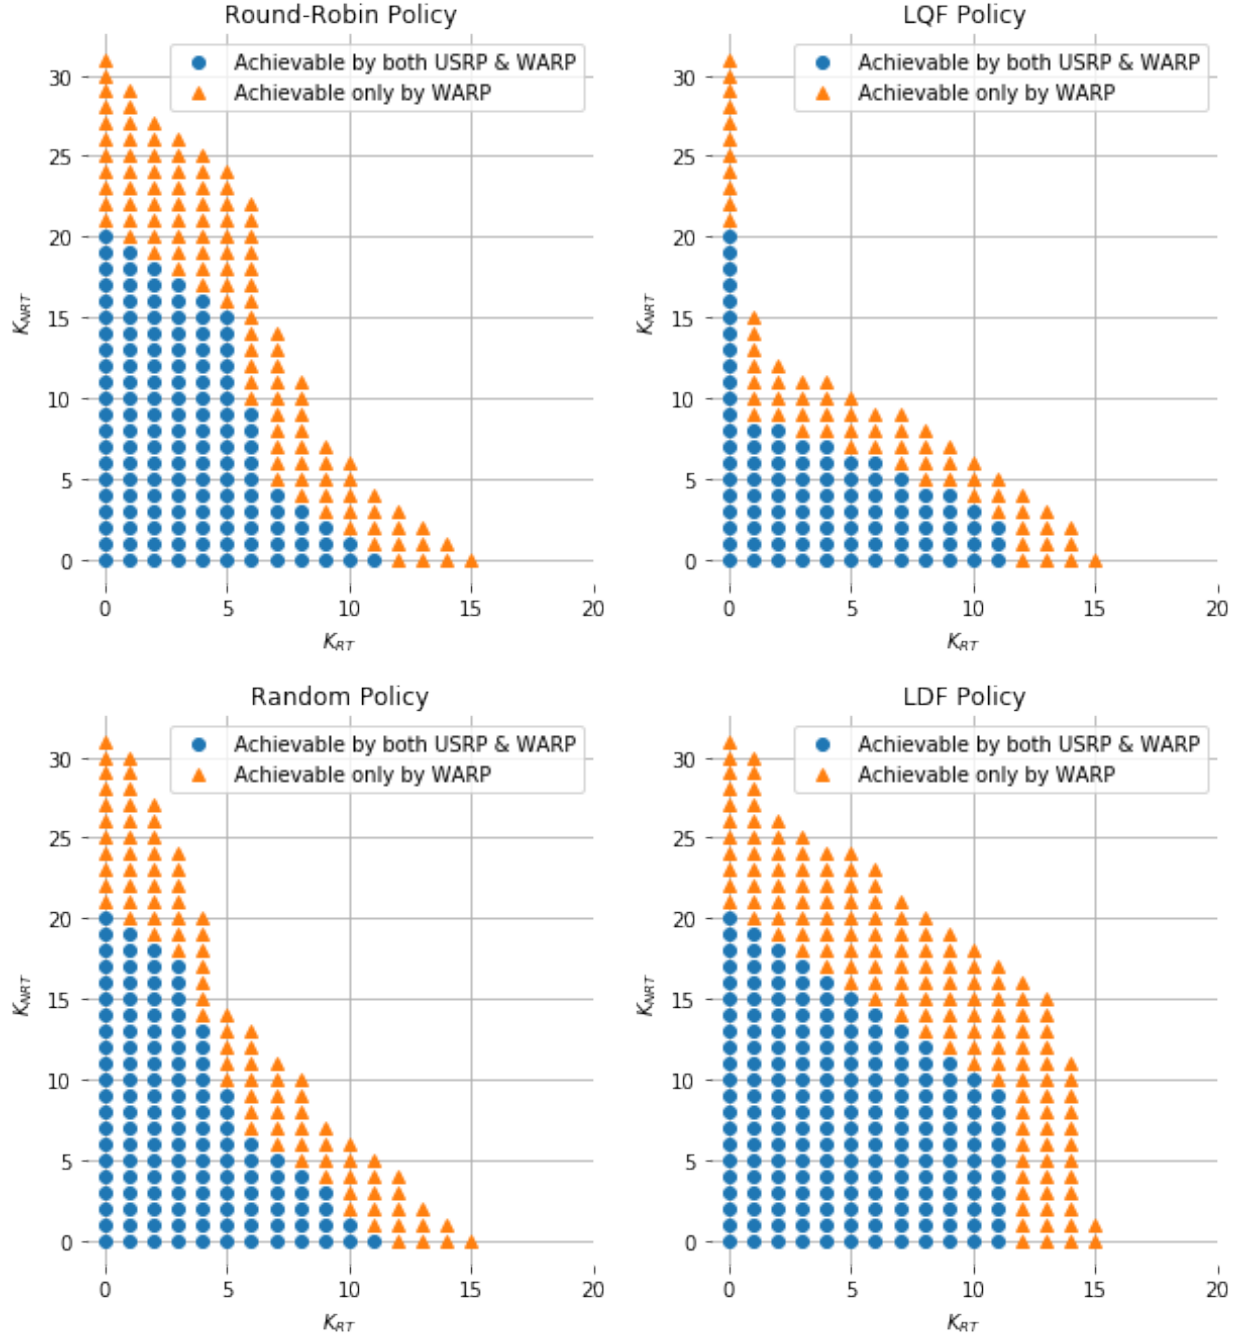 Round-Robin Policy
Achievable by both USRP & WARP
Achievable only by WARP
30
25
20
15
10
5
0
K_NRT
0 5 10 15 20
K_RT
LQF Policy
Achievable by both USRP & WARP
Achievable only by WARP
30
25
20
15
10
5
0
K_NRT
0 5 10 15 20
K_RT
Random Policy
Achievable by both USRP & WARP
Achievable only by WARP
30
25
20
15
10
5
0
K_NRT
0 5 10 15 20
K_RT
LDF Policy
Achievable by both USRP & WARP
Achievable only by WARP
30
25
20
15
10
5
0
K_NRT
0 5 10 15 20
K_RT